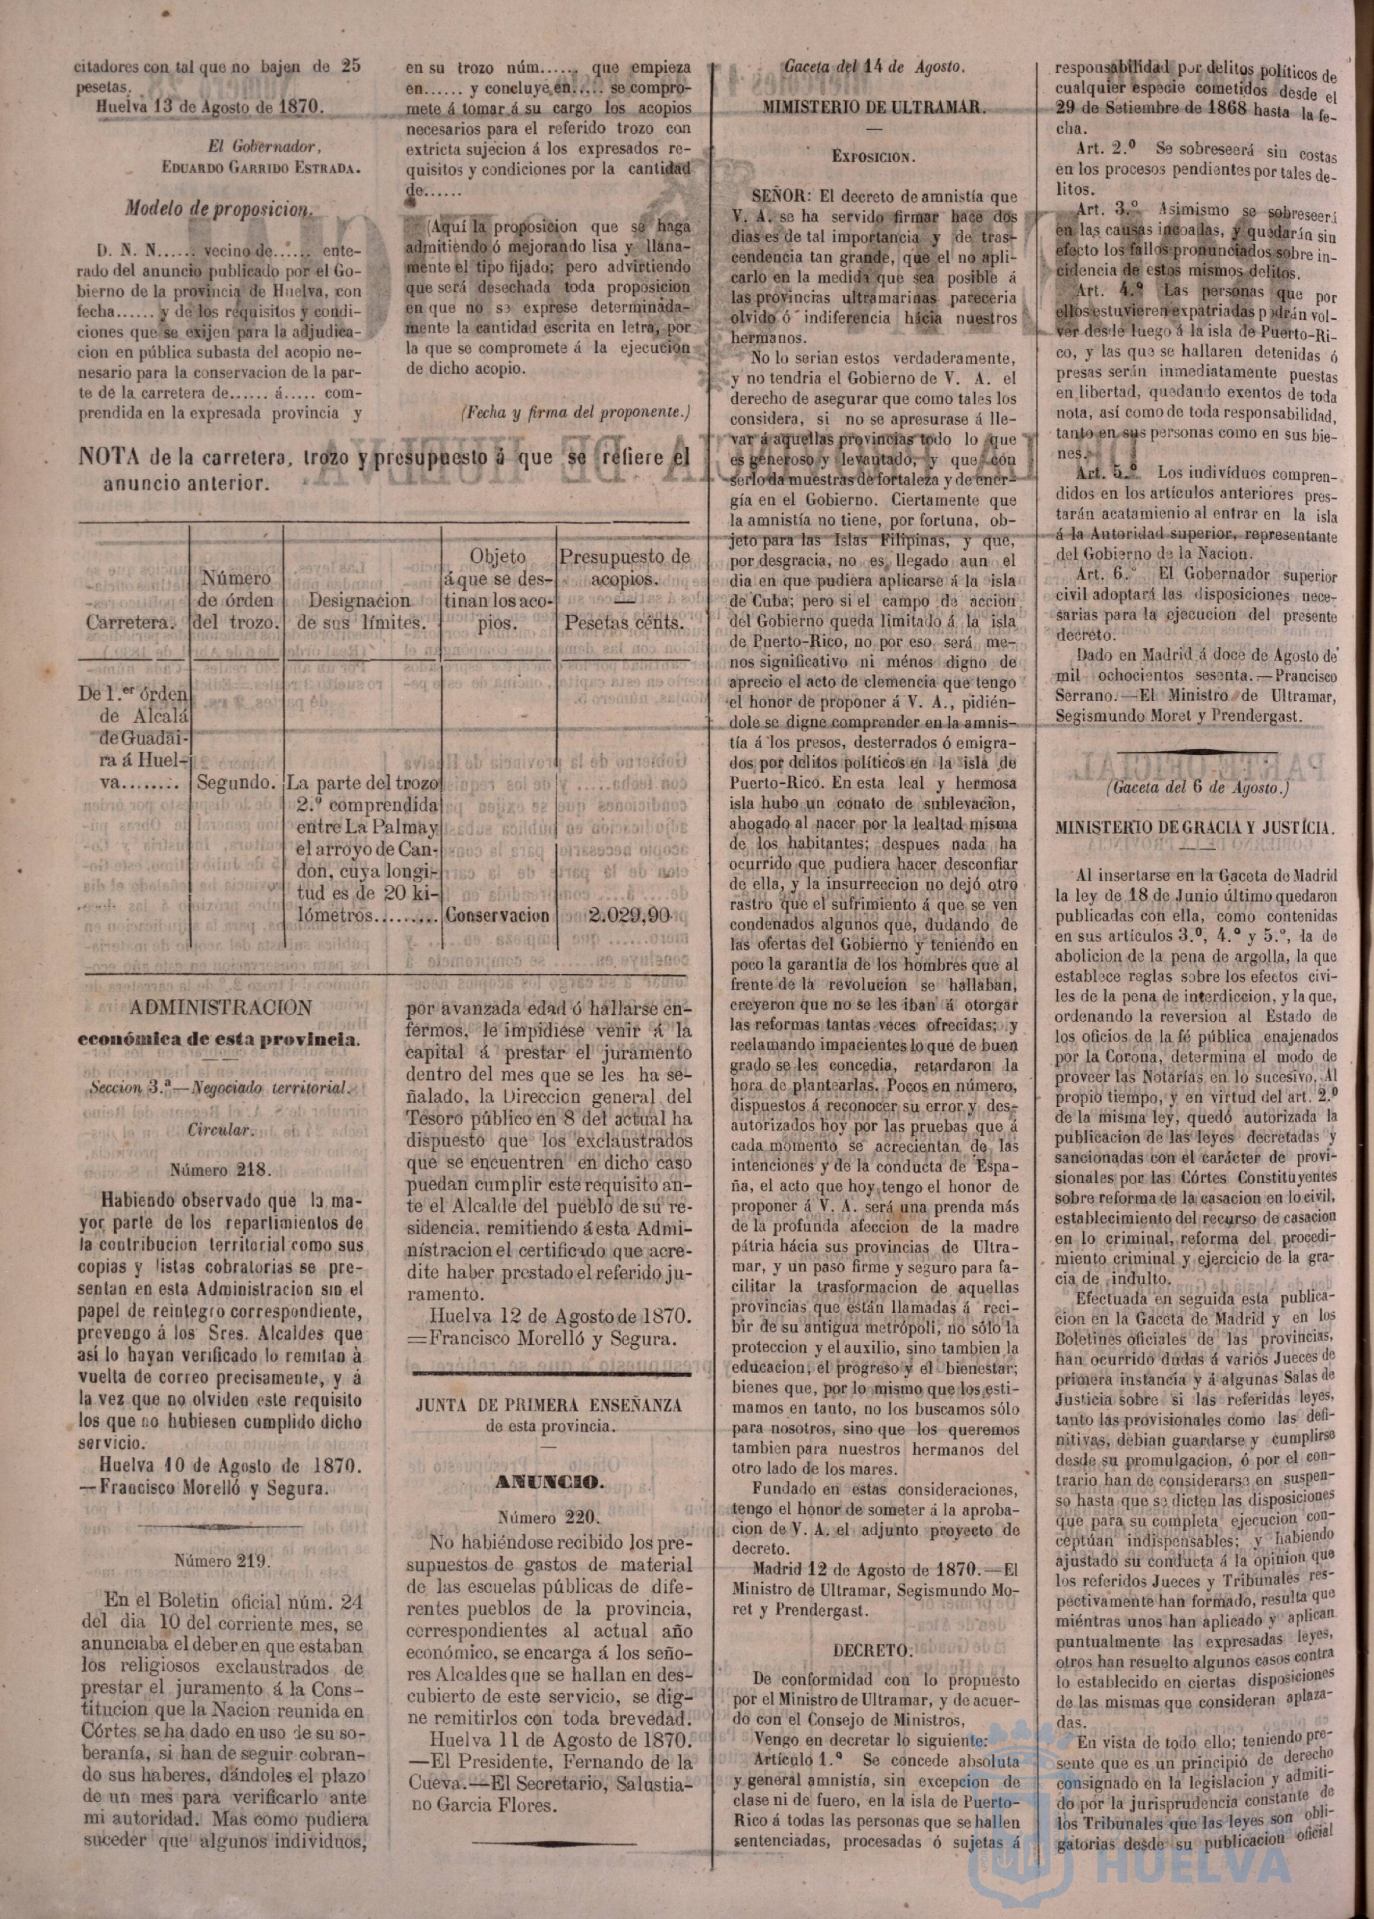 citadores con tal que no bajen de 25
pesetas.
Huelva 13 de Agosto de 1870.
El Gobernador,
EDUARDO GARRIDO ESTRADA.
Modelo de proposicion.
D. N. N...... vecino de...... ente-
rado del anuncio publicado por el Go-
bierno de la provincia de Huelva, con
fecha...... y de los requisitos y condi-
ciones que se exijen para la adjudica-
cion en pública subasta del acopio ne-
nesario para la conservacion de la par-
te de la carretera de...... á..... com-
prendida en la expresada provincia y
en su trozo núm...... que empieza
en...... y concluye en..... se compro-
mete á tomar á su cargo los acopios
necesarios para el referido trozo con
extricta sujecion á los expresados re-
quisitos y condiciones por la cantidad
de......
(Aquí la proposicion que se haga
admitiendo ó mejorando lisa y llana-
mente el tipo fijado; pero advirtiendo
que será desechada toda proposicion
en que no se exprese determinada-
mente la cantidad escrita en letra, por
la que se compromete á la ejecucion
de dicho acopio.
(Fecha y firma del proponente.)
NOTA de la carretera, trozo y presupuesto á que se refiere el
anuncio anterior.
Carretera.
Número
de órden
del trozo.
Designacion
de sus límites.
Objeto
á que se des-
tinan los aco-
pios.
Presupuesto de
acopios.
—
Pesetas cénts.
De 1.er órden
de Alcalá
de Guadai-
ra á Huel-
va........
Segundo.
La parte del trozo
2.º comprendida
entre La Palma y
el arroyo de Can-
don, cuya longi-
tud es de 20 ki-
lómetros.........
Conservacion
2.029,90
ADMINISTRACION
económica de esta provincia.
Seccion 3.ª—Negociado territorial.
Circular.
Número 218.
Habiendo observado que la ma-
yor parte de los repartimientos de
la contribucion territorial como sus
copias y listas cobratorias se pre-
sentan en esta Administracion sin el
papel de reintegro correspondiente,
prevengo á los Sres. Alcaldes que
así lo hayan verificado lo remitan à
vuelta de correo precisamente, y á
la vez que no olviden este requisito
los que no hubiesen cumplido dicho
servicio.
Huelva 10 de Agosto de 1870.
—Francisco Morelló y Segura.
Número 219.
En el Boletin oficial núm. 24
del dia 10 del corriente mes, se
anunciaba el deber en que estaban
los religiosos exclaustrados de
prestar el juramento á la Cons-
titucion que la Nacion reunida en
Córtes se ha dado en uso de su so-
beranía, si han de seguir cobran-
do sus haberes, dándoles el plazo
de un mes para verificarlo ante
mi autoridad. Mas como pudiera
suceder que algunos individuos,
por avanzada edad ó hallarse en-
fermos, le impidiese venir á la
capital á prestar el juramento
dentro del mes que se les ha se-
ñalado, la Direccion general del
Tesoro público en 8 del actual ha
dispuesto que los exclaustrados
que se encuentren en dicho caso
puedan cumplir este requisito an-
te el Alcalde del pueblo de su re-
sidencia, remitiendo á esta Admi-
nistracion el certificado que acre-
dite haber prestado el referido ju-
ramento.
Huelva 12 de Agosto de 1870.
=Francisco Morelló y Segura.
JUNTA DE PRIMERA ENSEÑANZA
de esta provincia.
ANUNCIO.
Número 220.
No habiéndose recibido los pre-
supuestos de gastos de material
de las escuelas públicas de dife-
rentes pueblos de la provincia,
correspondientes al actual año
económico, se encarga á los seño-
res Alcaldes que se hallan en des-
cubierto de este servicio, se dig-
ne remitirlos con toda brevedad.
Huelva 11 de Agosto de 1870.
—El Presidente, Fernando de la
Cueva.—El Secretario, Salustia-
no Garcia Flores.
Gaceta del 14 de Agosto.
MIMISTERIO DE ULTRAMAR.
EXPOSICION.
SEÑOR: El decreto de amnistía que
V. A. se ha servido firmar hace dos
dias es de tal importancia y de tras-
cendencia tan grande, que el no apli-
carlo en la medida que sea posible á
las provincias ultramarinas pareceria
olvido ó indiferencia hácia nuestros
hermanos.
No lo serian estos verdaderamente,
y no tendria el Gobierno de V. A. el
derecho de asegurar que como tales los
considera, si no se apresurase á lle-
var á aquellas provincias todo lo que
es generoso y levantado, y que con
serlo da muestras de fortaleza y de ener-
gía en el Gobierno. Ciertamente que
la amnistía no tiene, por fortuna, ob-
jeto para las Islas Filipinas, y que,
por desgracia, no es llegado aun el
dia en que pudiera aplicarse á la isla
de Cuba; pero si el campo de accion
del Gobierno queda limitado á la isla
de Puerto-Rico, no por eso será me-
nos significativo ni ménos digno de
aprecio el acto de clemencia que tengo
el honor de proponer á V. A., pidién-
dole se digne comprender en la amnis-
tía á los presos, desterrados ó emigra-
dos por delitos políticos en la isla de
Puerto-Rico. En esta leal y hermosa
isla hubo un conato de sublevacion,
ahogado al nacer por la lealtad misma
de los habitantes; despues nada ha
ocurrido que pudiera hacer desconfiar
de ella, y la insurreccion no dejó otro
rastro que el sufrimiento á que se ven
condenados algunos que, dudando de
las ofertas del Gobierno y teniendo en
poco la garantía de los hombres que al
frente de la revolucion se hallaban,
creyeron que no se les iban á otorgar
las reformas tantas veces ofrecidas; y
reclamando impacientes lo que de buen
grado se les concedia, retardaron la
hora de plantearlas. Pocos en número,
dispuestos á reconocer su error y des-
autorizados hoy por las pruebas que á
cada momento se acrecientan de las
intenciones y de la conducta de Espa-
ña, el acto que hoy tengo el honor de
proponer á V. A. será una prenda más
de la profunda afeccion de la madre
pátria hácia sus provincias de Ultra-
mar, y un paso firme y seguro para fa-
cilitar la trasformacion de aquellas
provincias que están llamadas á reci-
bir de su antigua metrópoli, no sólo la
proteccion y el auxilio, sino tambien la
educacion, el progreso y el bienestar;
bienes que, por lo mismo que los esti-
mamos en tanto, no los buscamos sólo
para nosotros, sino que los queremos
tambien para nuestros hermanos del
otro lado de los mares.
Fundado en estas consideraciones,
tengo el honor de someter á la aproba-
cion de V. A. el adjunto proyecto de
decreto.
Madrid 12 de Agosto de 1870.—El
Ministro de Ultramar, Segismundo Mo-
ret y Prendergast.
DECRETO.
De conformidad con lo propuesto
por el Ministro de Ultramar, y de acuer-
do con el Consejo de Ministros,
Vengo en decretar lo siguiente:
Artículo 1.º Se concede absoluta
y general amnistía, sin excepcion de
clase ni de fuero, en la isla de Puerto-
Rico á todas las personas que se hallen
sentenciadas, procesadas ó sujetas á
responsabilidad por delitos políticos de
cualquier especie cometidos desde el
29 de Setiembre de 1868 hasta la fe-
cha.
Art. 2.º Se sobreseerá sin costas
en los procesos pendientes por tales de-
litos.
Art. 3.º Asimismo se sobreseerá
en las causas incoadas, y quedarán sin
efecto los fallos pronunciados sobre in-
cidencia de estos mismos delitos.
Art. 4.º Las personas que por
ellos estuvieren expatriadas podrán vol-
ver desde luego á la isla de Puerto-Ri-
co, y las que se hallaren detenidas ó
presas serán inmediatamente puestas
en libertad, quedando exentos de toda
nota, así como de toda responsabilidad,
tanto en sus personas como en sus bie-
nes.
Art. 5.º Los individuos compren-
didos en los artículos anteriores pres-
tarán acatamienio al entrar en la isla
á la Autoridad superior, representante
del Gobierno de la Nacion.
Art. 6.º El Gobernador superior
civil adoptará las disposiciones nece-
sarias para la ejecucion del presente
decreto.
Dado en Madrid á doce de Agosto de
mil ochocientos sesenta.—Francisco
Serrano.—El Ministro de Ultramar,
Segismundo Moret y Prendergast.
(Gaceta del 6 de Agosto.)
MINISTERIO DE GRACIA Y JUSTÍCIA.
Al insertarse en la Gaceta de Madrid
la ley de 18 de Junio último quedaron
publicadas con ella, como contenidas
en sus artículos 3.º, 4.º y 5.º, la de
abolicion de la pena de argolla, la que
establece reglas sobre los efectos civi-
les de la pena de interdiccion, y la que,
ordenando la reversion al Estado de
los oficios de la fé pública enajenados
por la Corona, determina el modo de
proveer las Notarías en lo sucesivo. Al
propio tiempo, y en virtud del art. 2.º
de la misma ley, quedó autorizada la
publicacion de las leyes decretadas y
sancionadas con el carácter de provi-
sionales por las Córtes Constituyentes
sobre reforma de la casacion en lo civil,
establecimiento del recurso de casacion
en lo criminal, reforma del procedi-
miento criminal y ejercicio de la gra-
cia de indulto.
Efectuada en seguida esta publica-
cion en la Gaceta de Madrid y en los
Boletines oficiales de las provincias,
han ocurrido dudas á varios Jueces de
primera instancia y á algunas Salas de
Justicia sobre si las referidas leyes,
tanto las provisionales como las defi-
nitivas, debian guardarse y cumplirse
desde su promulgacion, ó por el con-
trario han de considerarse en suspen-
so hasta que se dicten las disposiciones
que para su completa ejecucion con-
ceptúan indispensables; y habiendo
ajustado su conducta á la opinion que
los referidos Jueces y Tribunales res-
pectivamente han formado, resulta que
miéntras unos han aplicado y aplican
puntualmente las expresadas leyes,
otros han resuelto algunos casos contra
lo establecido en ciertas disposiciones
de las mismas que consideran aplaza-
das.
En vista de todo ello; teniendo pre-
sente que es un principio de derecho
consignado en la legislacion y admiti-
do por la jurisprudencia constante de
los Tribunales que las leyes son obli-
gatorias desde su publicacion oficial
HUELVA